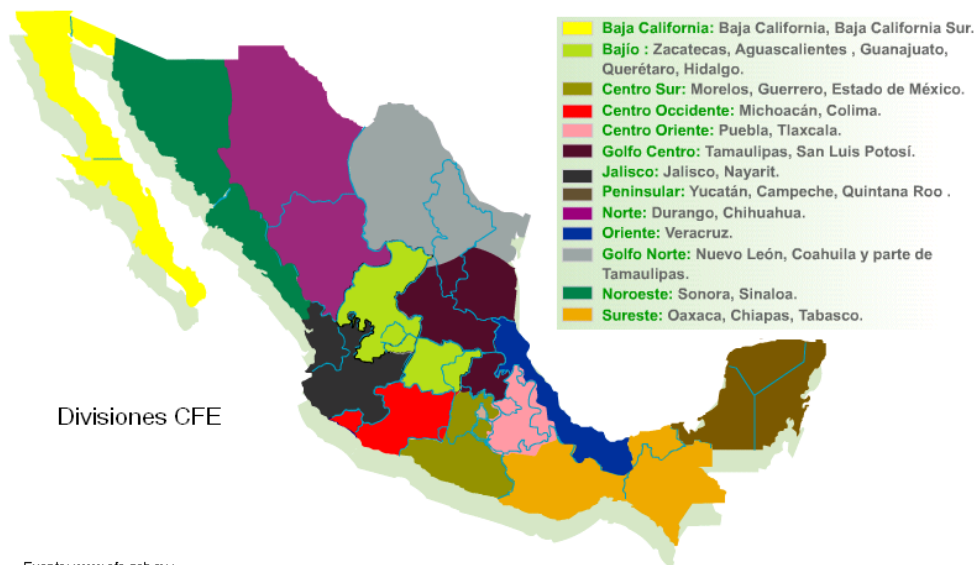 Baja California: Baja California, Baja California Sur.
Bajío : Zacatecas, Aguascalientes , Guanajuato,
Querétaro, Hidalgo.
Centro Sur: Morelos, Guerrero, Estado de México.
Centro Occidente: Michoacán, Colima.
Centro Oriente: Puebla, Tlaxcala.
Golfo Centro: Tamaulipas, San Luis Potosí.
Jalisco: Jalisco, Nayarit.
Peninsular: Yucatán, Campeche, Quintana Roo .
Norte: Durango, Chihuahua.
Oriente: Veracruz.
Golfo Norte: Nuevo León, Coahuila y parte de
Tamaulipas.
Noroeste: Sonora, Sinaloa.
Sureste: Oaxaca, Chiapas, Tabasco.
Divisiones CFE